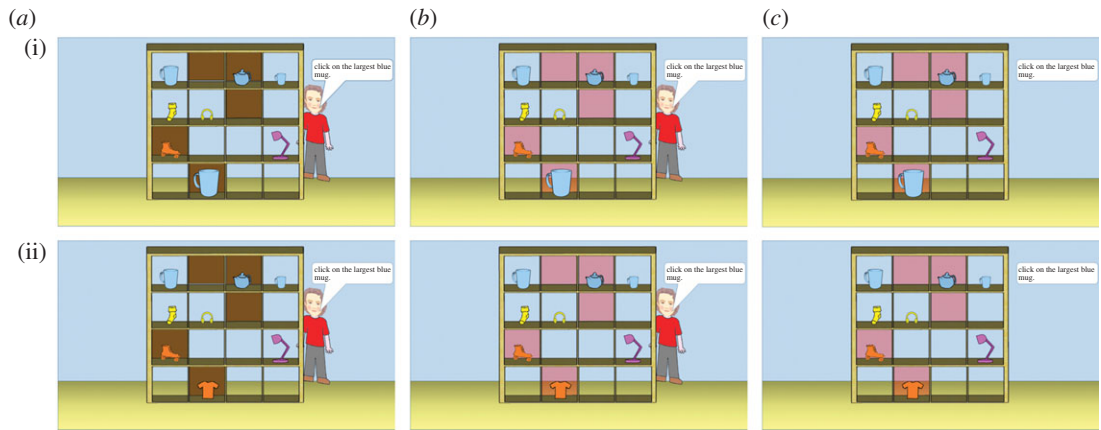 (a)
(b)
(c)
(i)
click on the largest blue
mug.
click on the largest blue
mug.
click on the largest blue
mug.
(ii)
click on the largest blue
mug.
click on the largest blue
mug.
click on the largest blue
mug.